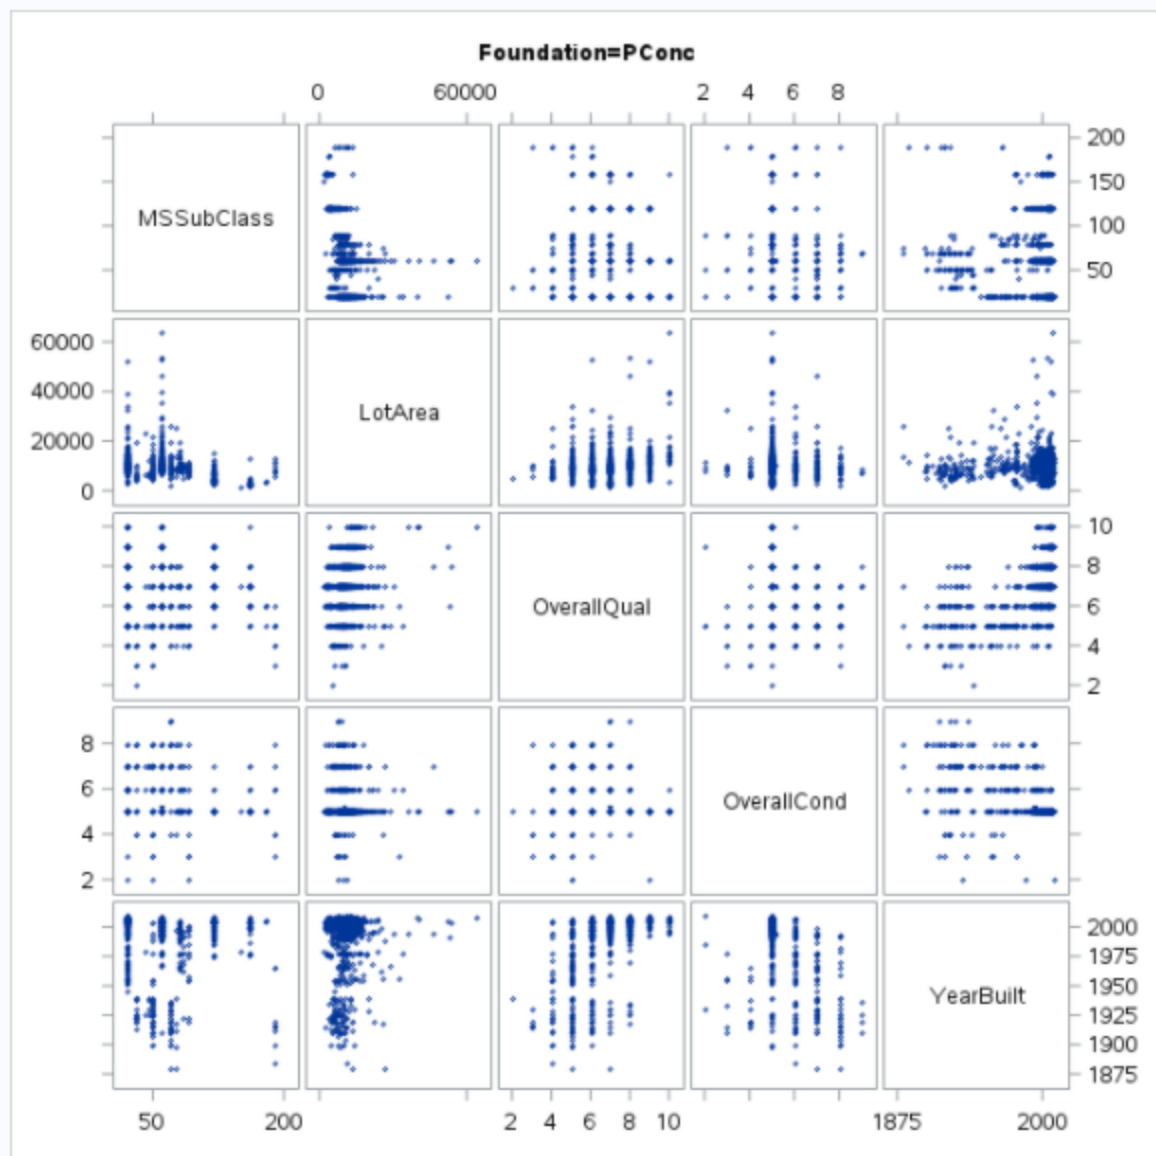 Foundation=PConc
0 60000 2 4 6 8
200
MSSubClass 150
100
50
60000
40000 LotArea
20000
0
10
8
OverallQual 6
4
2
8
6 OverallCond
4
2
2000
1975
YearBuilt 1950
1925
1900
1875
50 200 2 4 6 8 10 1875 2000